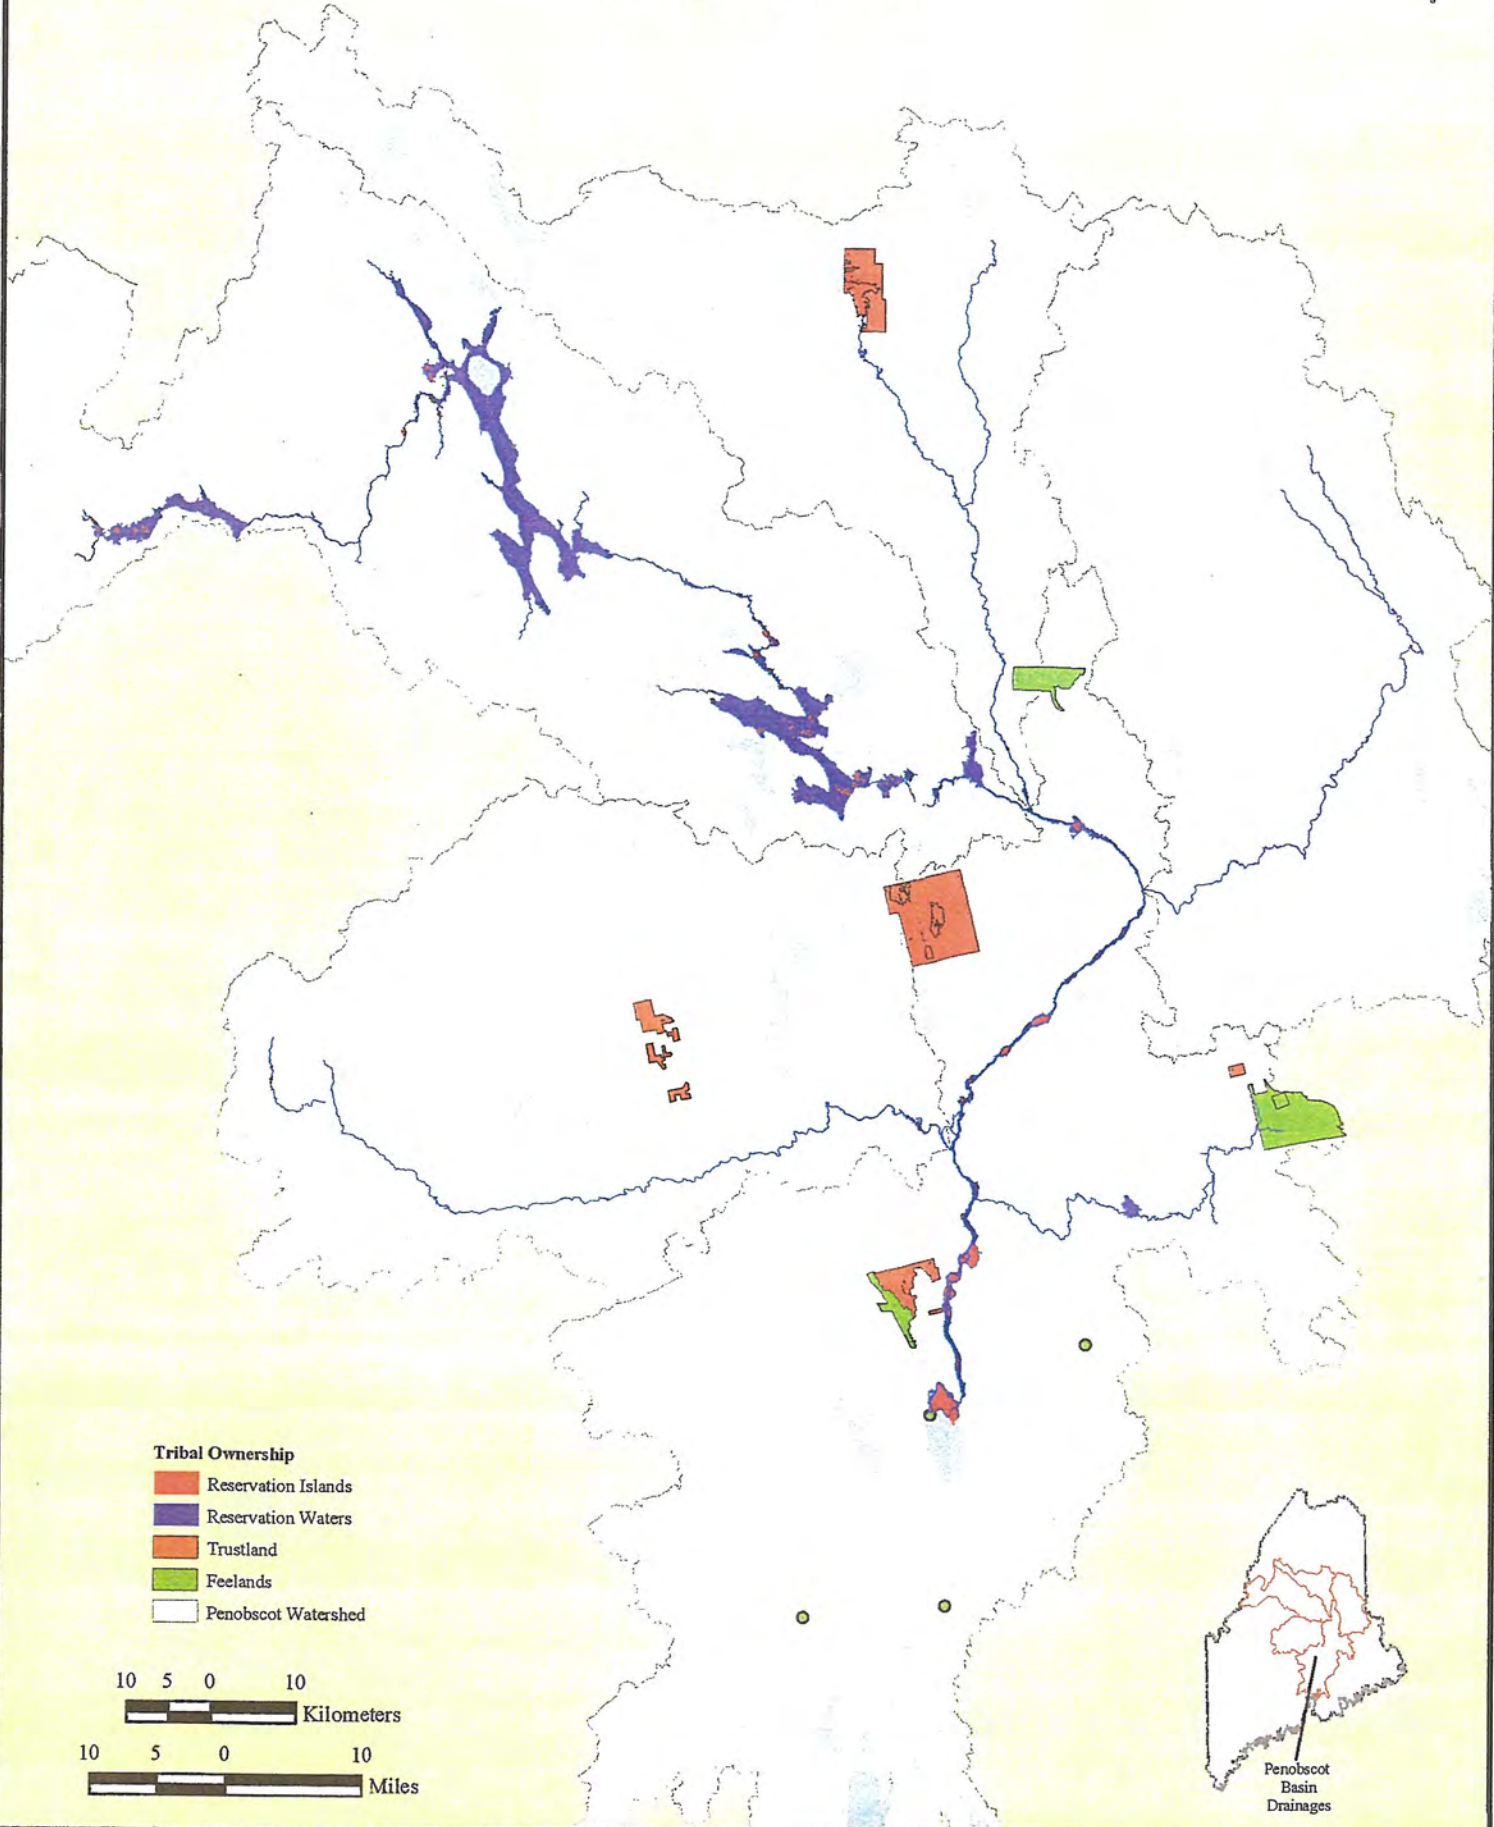 Tribal Ownership
Reservation Islands
Reservation Waters
Trustland
Feelands
Penobscot Watershed
10 5 0 10
Kilometers
10 5 0 10
Miles
Penobscot
Basin
Drainages